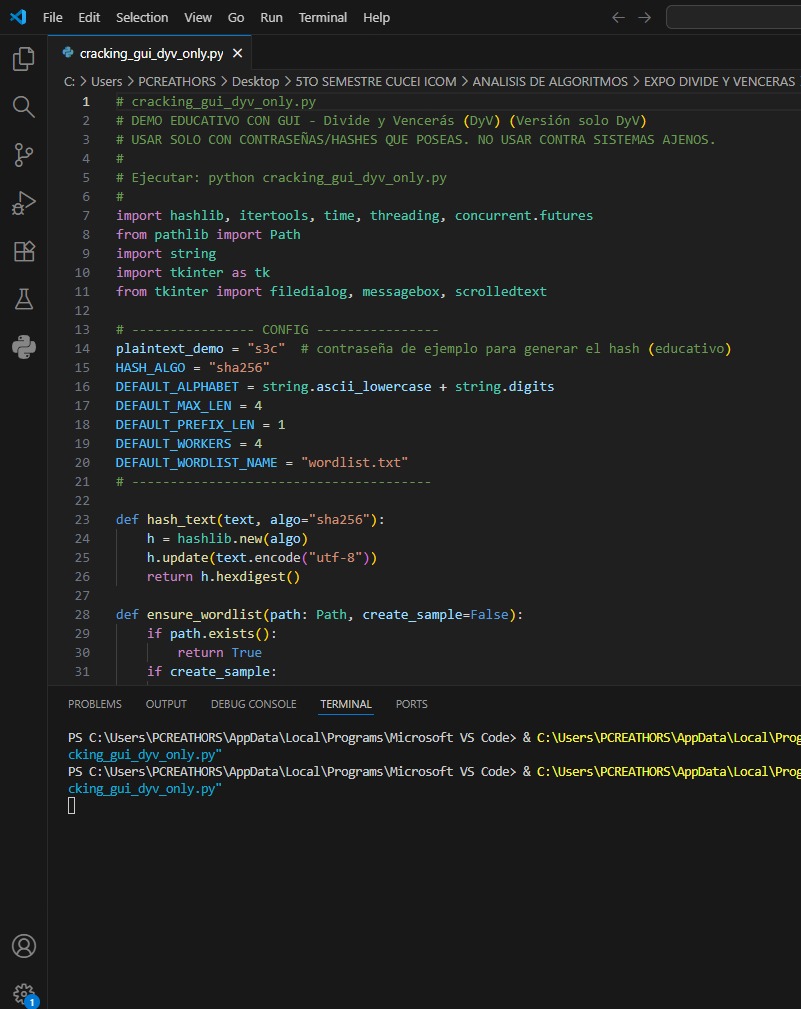 File Edit Selection View Go Run Terminal Help
cracking_gui_dyv_only.py
C: > Users > PCREATHORS > Desktop > 5TO SEMESTRE CUCEI ICOM > ANALISIS DE ALGORITMOS > EXPO DIVIDE Y VENCERAS
1 # cracking_gui_dyv_only.py
2 # DEMO EDUCATIVO CON GUI - Divide y Vencerás (DyV) (Versión solo DyV)
3 # USAR SOLO CON CONTRASEÑAS/HASHES QUE POSEAS. NO USAR CONTRA SISTEMAS AJENOS.
4 #
5 # Ejecutar: python cracking_gui_dyv_only.py
6 #
7 import hashlib, itertools, time, threading, concurrent.futures
8 from pathlib import Path
9 import string
10 import tkinter as tk
11 from tkinter import filedialog, messagebox, scrolledtext
12
13 # ---------------- CONFIG ----------------
14 plaintext_demo = "s3c"  # contraseña de ejemplo para generar el hash (educativo)
15 HASH_ALGO = "sha256"
16 DEFAULT_ALPHABET = string.ascii_lowercase + string.digits
17 DEFAULT_MAX_LEN = 4
18 DEFAULT_PREFIX_LEN = 1
19 DEFAULT_WORKERS = 4
20 DEFAULT_WORDLIST_NAME = "wordlist.txt"
21 # ---------------------------------------
22
23 def hash_text(text, algo="sha256"):
24     h = hashlib.new(algo)
25     h.update(text.encode("utf-8"))
26     return h.hexdigest()
27
28 def ensure_wordlist(path: Path, create_sample=False):
29     if path.exists():
30         return True
31     if create_sample:
PROBLEMS OUTPUT DEBUG CONSOLE TERMINAL PORTS
PS C:\Users\PCREATHORS\AppData\Local\Programs\Microsoft VS Code> & C:\Users\PCREATHORS\AppData\Local\Prog
cking_gui_dyv_only.py"
PS C:\Users\PCREATHORS\AppData\Local\Programs\Microsoft VS Code> & C:\Users\PCREATHORS\AppData\Local\Prog
cking_gui_dyv_only.py"
1